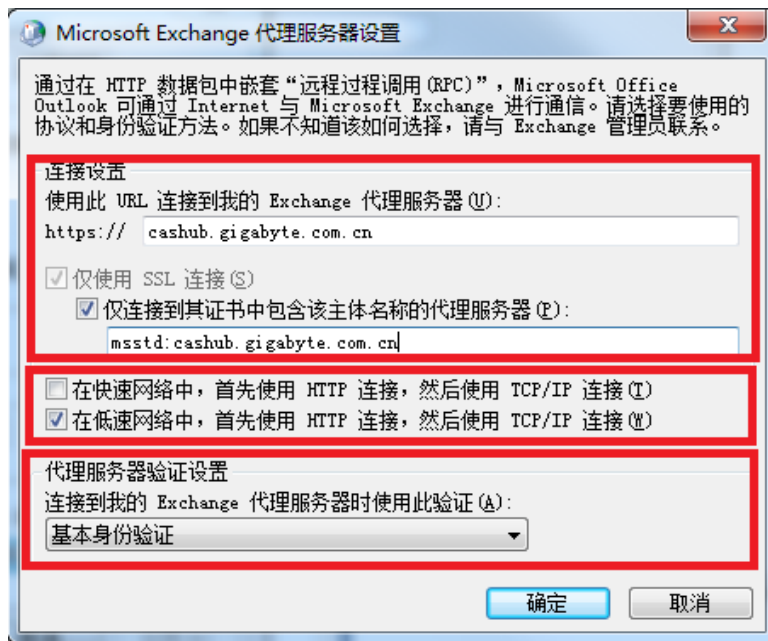 Microsoft Exchange 代理服务器设置
通过在 HTTP 数据包中嵌套“远程过程调用(RPC)”，Microsoft Office
Outlook 可通过 Internet 与 Microsoft Exchange 进行通信。请选择要使用的
协议和身份验证方法。如果不知道该如何选择，请与 Exchange 管理员联系。
连接设置
使用此 URL 连接到我的 Exchange 代理服务器(U):
https:// cashub.gigabyte.com.cn
仅使用 SSL 连接(S)
仅连接到其证书中包含该主体名称的代理服务器(P):
msstd:cashub.gigabyte.com.cn
在快速网络中，首先使用 HTTP 连接，然后使用 TCP/IP 连接(T)
在低速网络中，首先使用 HTTP 连接，然后使用 TCP/IP 连接(W)
代理服务器验证设置
连接到我的 Exchange 代理服务器时使用此验证(A):
基本身份验证
确定 取消